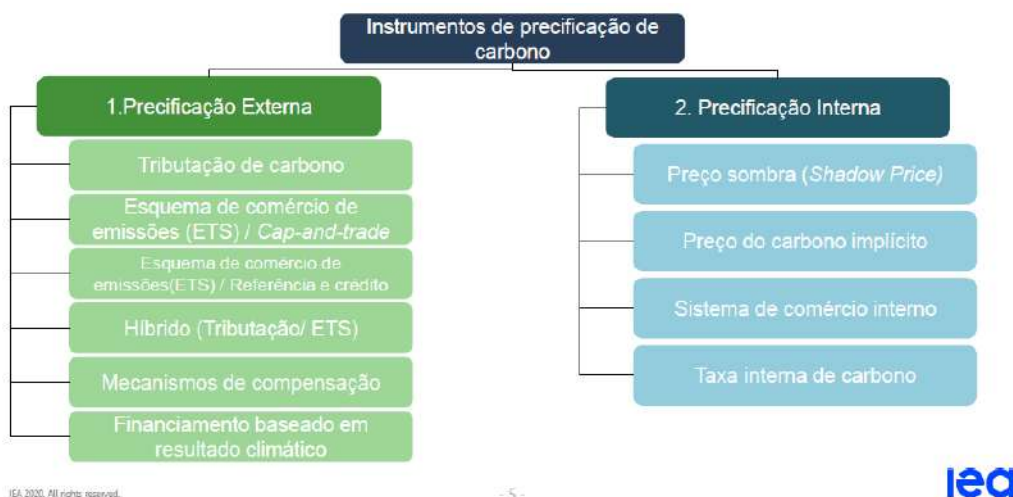 Instrumentos de precificação de
carbono
1.Precificação Externa
Tributação de carbono
Esquema de comércio de
emissões (ETS) / Cap-and-trade
Esquema de comércio de
emissões(ETS) / Referência e crédito
Híbrido (Tributação/ ETS)
Mecanismos de compensação
Financiamento baseado em
resultado climático
2. Precificação Interna
Preço sombra (Shadow Price)
Preço do carbono implícito
Sistema de comércio interno
Taxa interna de carbono
IEA 2020. All rights reserved.
- 5 -
iea